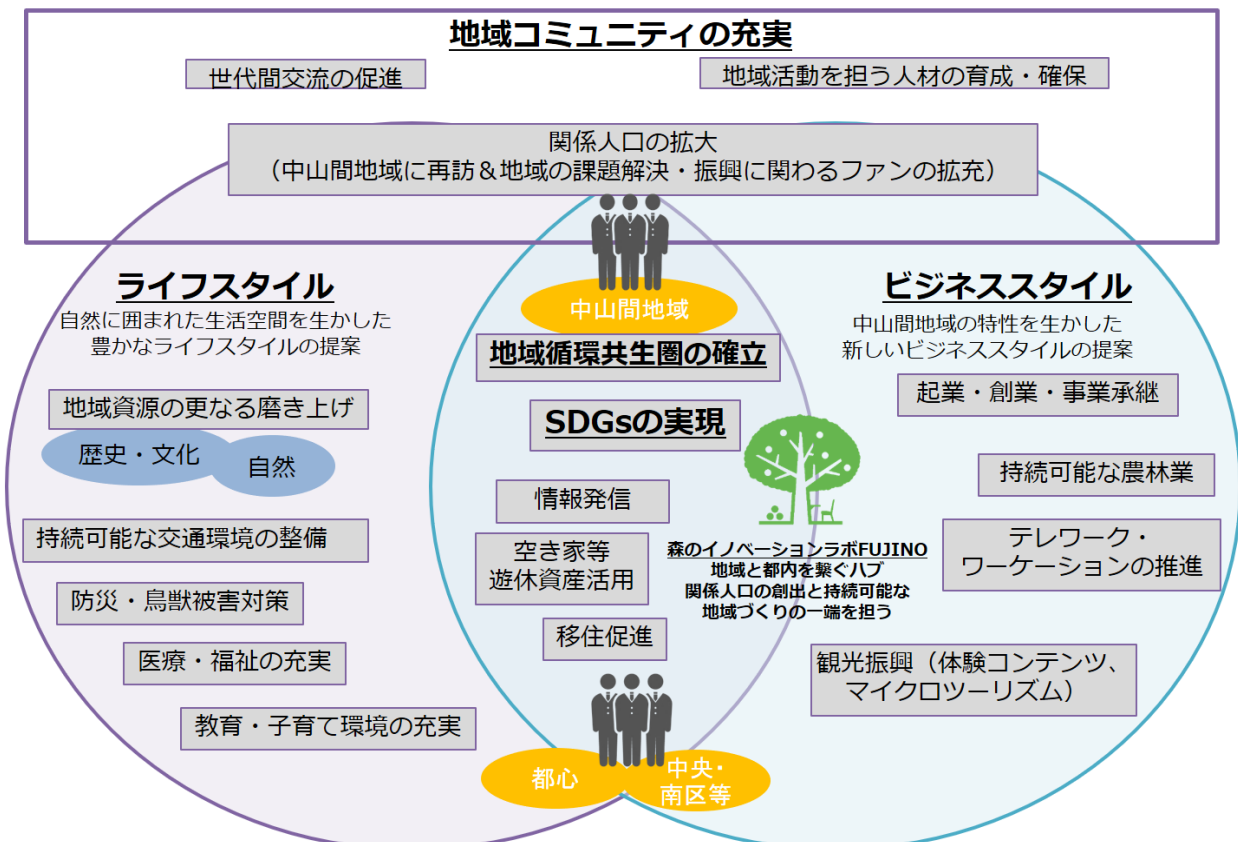 地域コミュニティの充実
世代間交流の促進
地域活動を担う人材の育成・確保
関係人口の拡大
（中山間地域に再訪＆地域の課題解決・振興に関わるファンの拡充）
中山間地域
ライフスタイル
自然に囲まれた生活空間を生かした
豊かなライフスタイルの提案
地域資源の更なる磨き上げ
歴史・文化
自然
持続可能な交通環境の整備
防災・鳥獣被害対策
医療・福祉の充実
教育・子育て環境の充実
地域循環共生圏の確立
SDGsの実現
情報発信
空き家等
遊休資産活用
移住促進
森のイノベーションラボFUJINO
地域と都内を繋ぐハブ
関係人口の創出と持続可能な
地域づくりの一端を担う
都心
中央・
南区等
ビジネススタイル
中山間地域の特性を生かした
新しいビジネススタイルの提案
起業・創業・事業承継
持続可能な農林業
テレワーク・
ワーケーションの推進
観光振興（体験コンテンツ、
マイクロツーリズム）